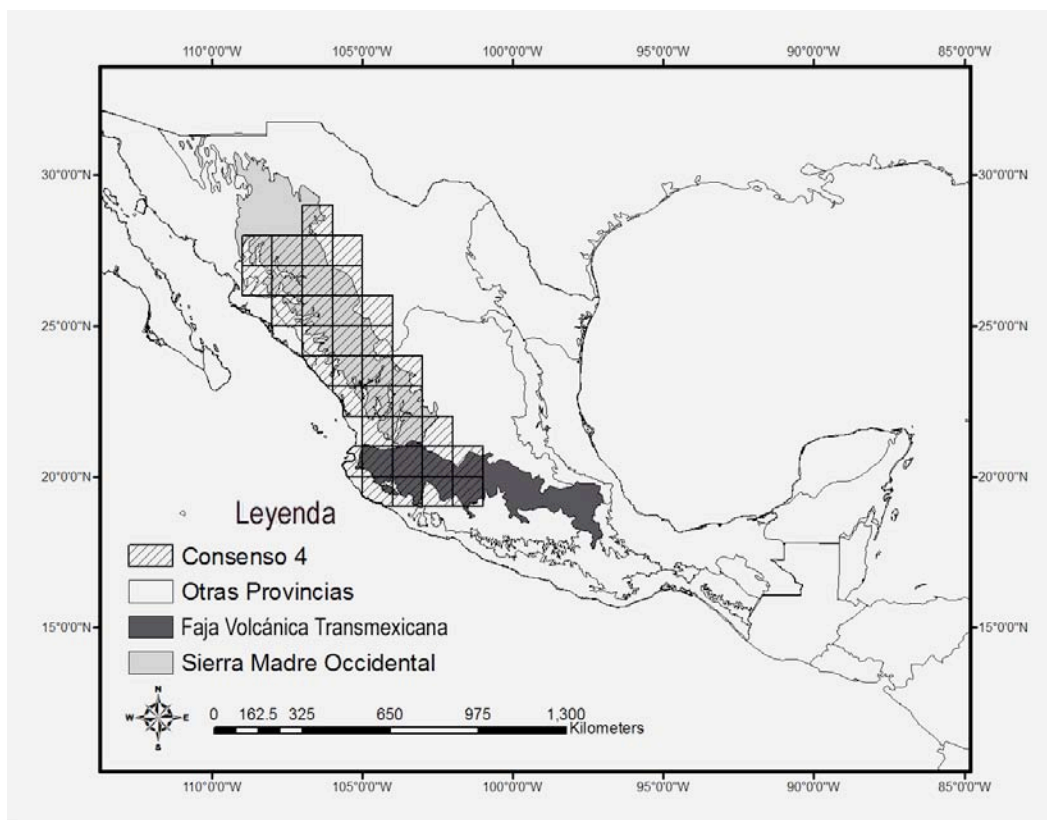 110°0'0"W 105°0'0"W 100°0'0"W 95°0'0"W 90°0'0"W 85°0'0"W
30°0'0"N 30°0'0"N
25°0'0"N 25°0'0"N
20°0'0"N 20°0'0"N
Leyenda
Consenso 4
Otras Provincias
Faja Volcánica Transmexicana
15°0'0"N 15°0'0"N
Sierra Madre Occidental
N
W E
S
0 162.5 325 650 975 1,300
Kilometers
110°0'0"W 105°0'0"W 100°0'0"W 95°0'0"W 90°0'0"W 85°0'0"W